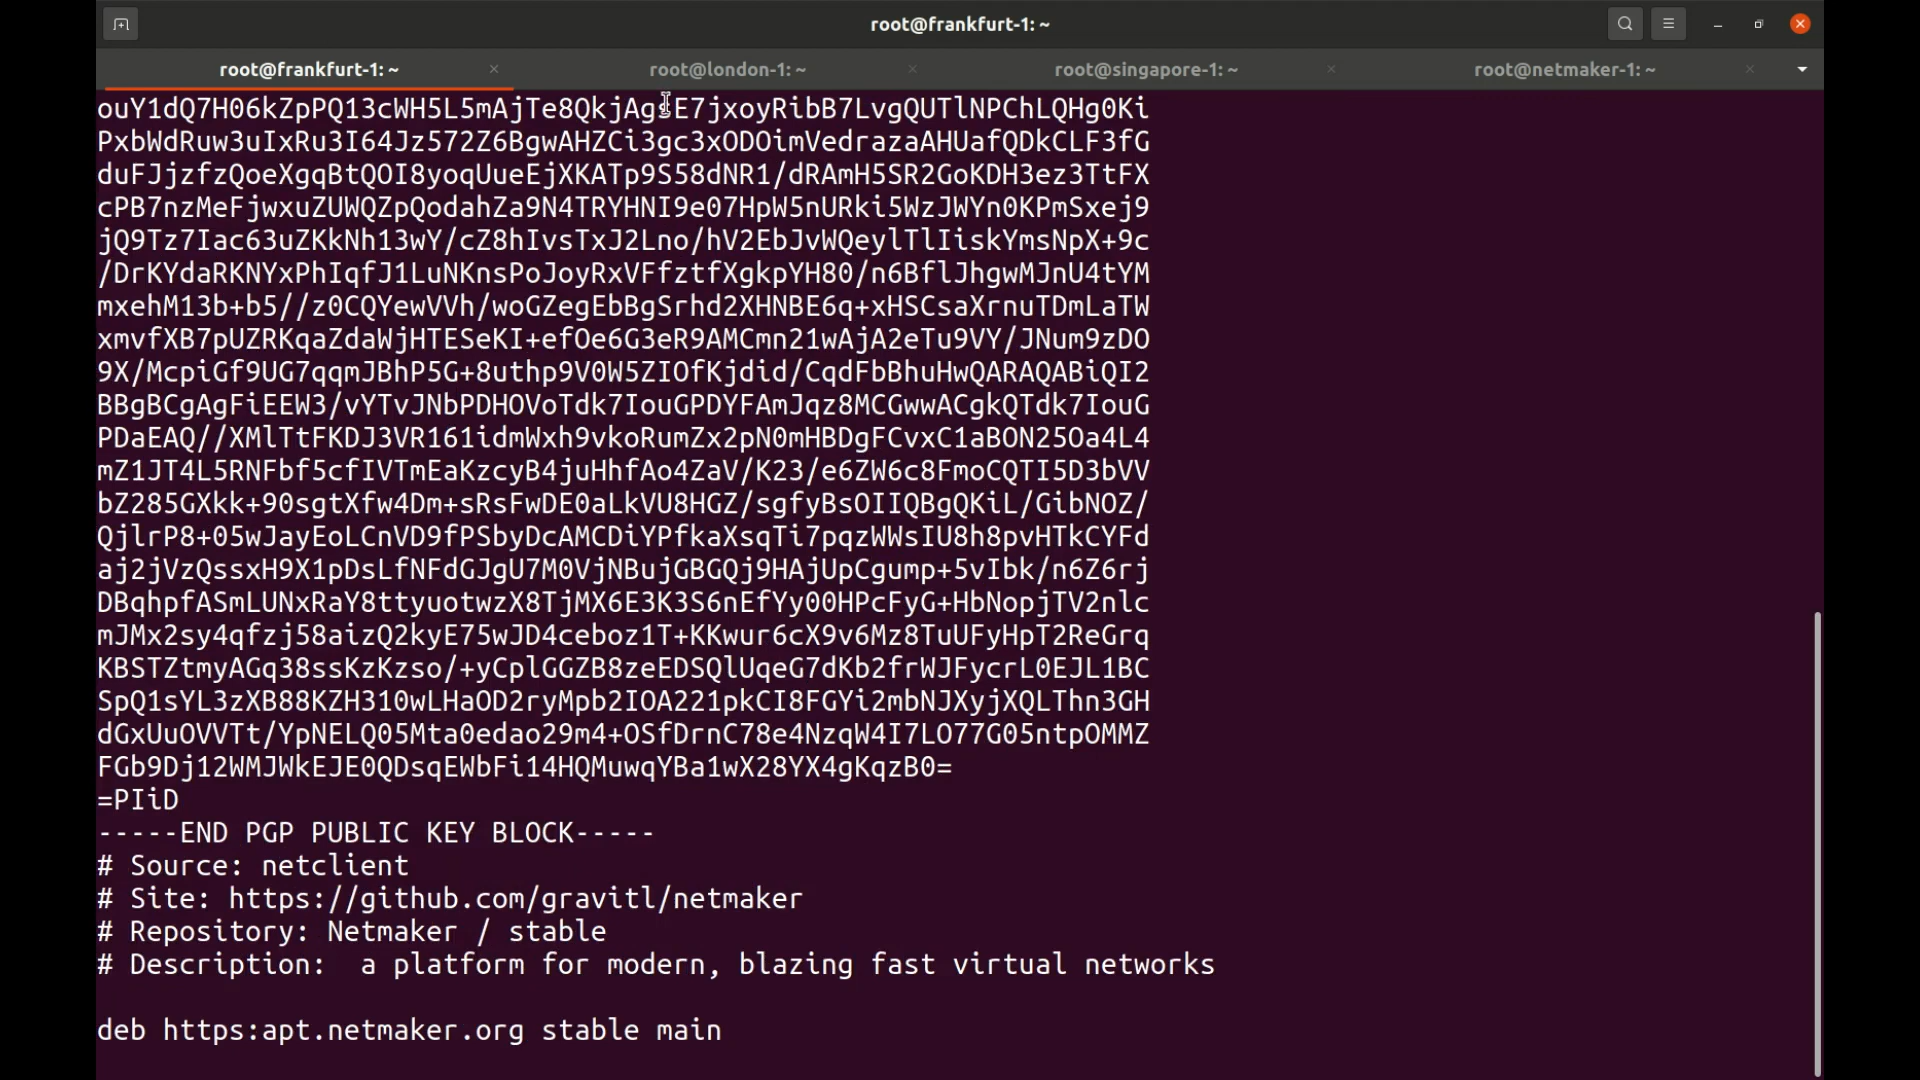 root@frankfurt-1: ~
root@frankfurt-1: ~
root@london-1: ~
root@singapore-1: ~
root@netmaker-1: ~
ouY1dQ7H06kZpPQ13cWH5L5mAjTe8QkjAgsE7jxoyRibB7LvgQUTlNPChLQHg0Ki
PxbWdRuw3uIxRu3I64Jz572Z6BgwAHZCi3gc3xODOimVedrazaAHUafQDkCLF3fG
duFJjzfzQoeXgqBtQOI8yoqUueEjXKATp9S58dNR1/dRAmH5SR2GoKDH3ez3TtFX
cPB7nzMeFjwxuZUWQZpQodahZa9N4TRYHNI9e07HpW5nURki5WzJWYn0KPmSxej9
jQ9Tz7Iac63uZKkNh13wY/cZ8hIvsTxJ2Lno/hV2EbJvWQeylTlIiskYmsNpX+9c
/DrKYdaRKNYxPhIqfJ1LuNKnsPoJoyRxVFfztfXgkpYH80/n6BflJhgwMJnU4tYM
mxehM13b+b5//z0CQYewVVh/woGZegEbBgSrhd2XHNBE6q+xHSCsaXrnuTDmLaTW
xmvfXB7pUZRKqaZdaWjHTESeKI+efOe6G3eR9AMCmn21wAjA2eTu9VY/JNum9zDO
9X/McpiGf9UG7qqmJBhP5G+8uthp9V0W5ZIOfKjdid/CqdFbBhuHwQARAQABiQI2
BBgBCgAgFiEEW3/vYTvJNbPDHOVoTdk7IouGPDYFAmJqz8MCGwwACgkQTdk7IouG
PDaEAQ//XMlTtFKDJ3VR161idmWxh9vkoRumZx2pN0mHBDgFCvxC1aBON25Oa4L4
mZ1JT4L5RNFbf5cfIVTmEaKzcyB4juHhfAo4ZaV/K23/e6ZW6c8FmoCQTI5D3bVV
bZ285GXkk+90sgtXfw4Dm+sRsFwDE0aLkVU8HGZ/sgfyBsOIIQBgQKiL/GibNOZ/
QjlrP8+05wJayEoLCnVD9fPSbyDcAMCDiYPfkaXsqTi7pqzWWsIU8h8pvHTkCYFd
aj2jVzQssxH9X1pDsLfNFdGJgU7M0VjNBujGBGQj9HAjUpCgump+5vIbk/n6Z6rj
DBqhpfASmLUNxRaY8ttyuotwzX8TjMX6E3K3S6nEfYy00HPcFyG+HbNopjTV2nlc
mJMx2sy4qfzj58aizQ2kyE75wJD4ceboz1T+KKwur6cX9v6Mz8TuUFyHpT2ReGrq
KBSTZtmyAGq38ssKzKzso/+yCplGGZB8zeEDSQlUqeG7dKb2frWJFycrL0EJL1BC
SpQ1sYL3zXB88KZH310wLHaOD2ryMpb2IOA221pkCI8FGYi2mbNJXyjXQLThn3GH
dGxUuOVVTt/YpNELQ05Mta0edao29m4+OSfDrnC78e4NzqW4I7LO77G05ntpOMMZ
FGb9Dj12WMJWkEJE0QDsqEWbFi14HQMuwqYBa1wX28YX4gKqzB0=
=PIiD
-----END PGP PUBLIC KEY BLOCK-----
# Source: netclient
# Site: https://github.com/gravitl/netmaker
# Repository: Netmaker / stable
# Description:  a platform for modern, blazing fast virtual networks
deb https:apt.netmaker.org stable main